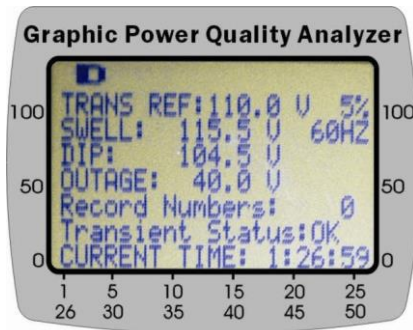 Graphic Power Quality Analyzer
D
TRANS REF:110.0 V 5%
SWELL: 115.5 V 60HZ
DIP: 104.5 V
OUTAGE: 40.0 V
Record Numbers: 0
Transient Status:OK
CURRENT TIME: 1:26:59
100 100
50 50
0 0
1 5 10 15 20 25
26 30 35 40 45 50